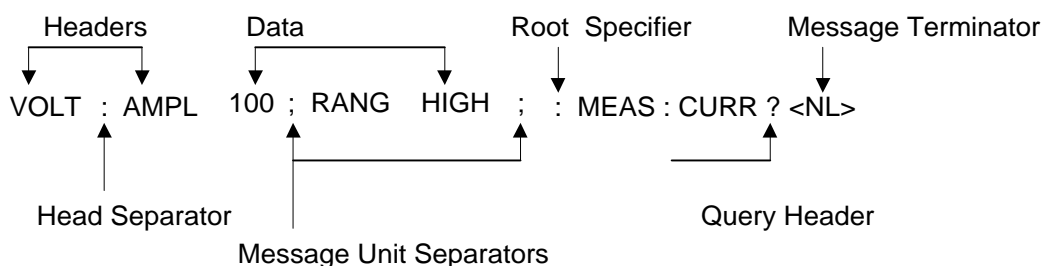 Headers Data Root Specifier Message Terminator
VOLT : AMPL 100 ; RANG HIGH ; : MEAS : CURR ? <NL>
Head Separator Query Header
Message Unit Separators